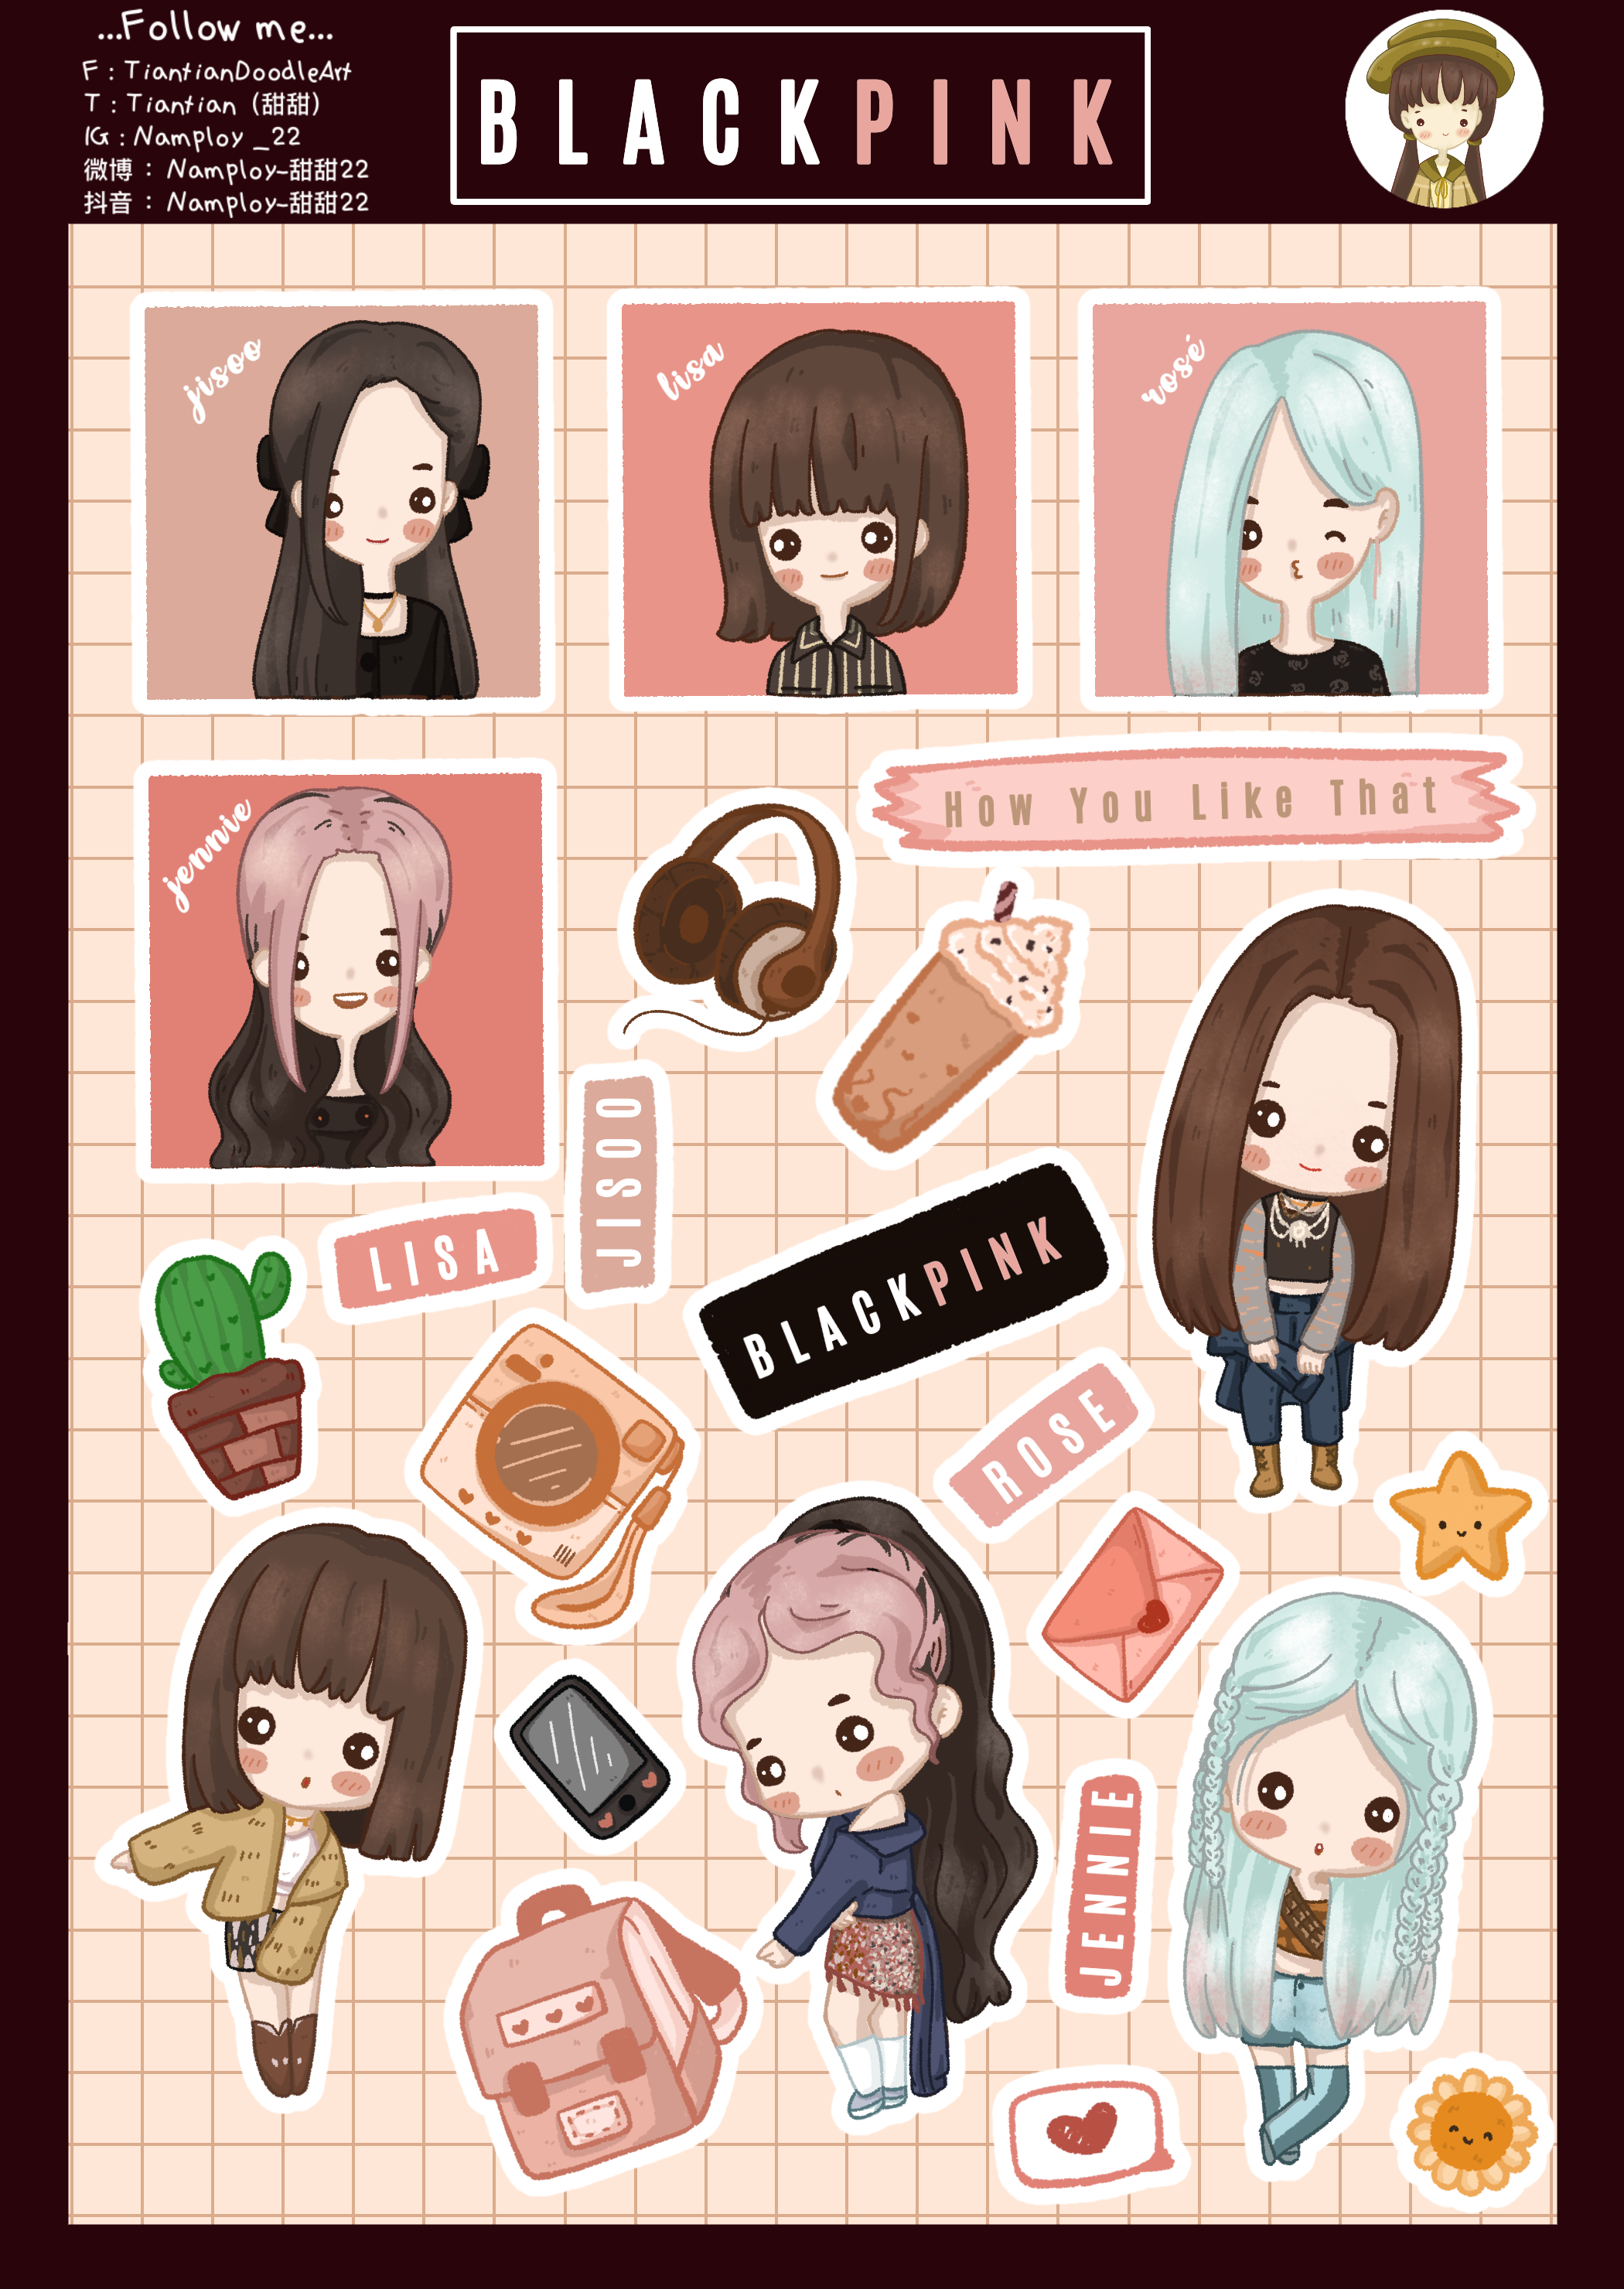 ...Follow me...
F : TiantianDoodleArt
T : Tiantian (甜甜)
IG : Namploy _22
微博 : Namploy-甜甜22
抖音 : Namploy-甜甜22
BLACKPINK
jisoo
lisa
rosé
jennie
How You Like That
JISOO
LISA
BLACKPINK
ROSE
JENNIE